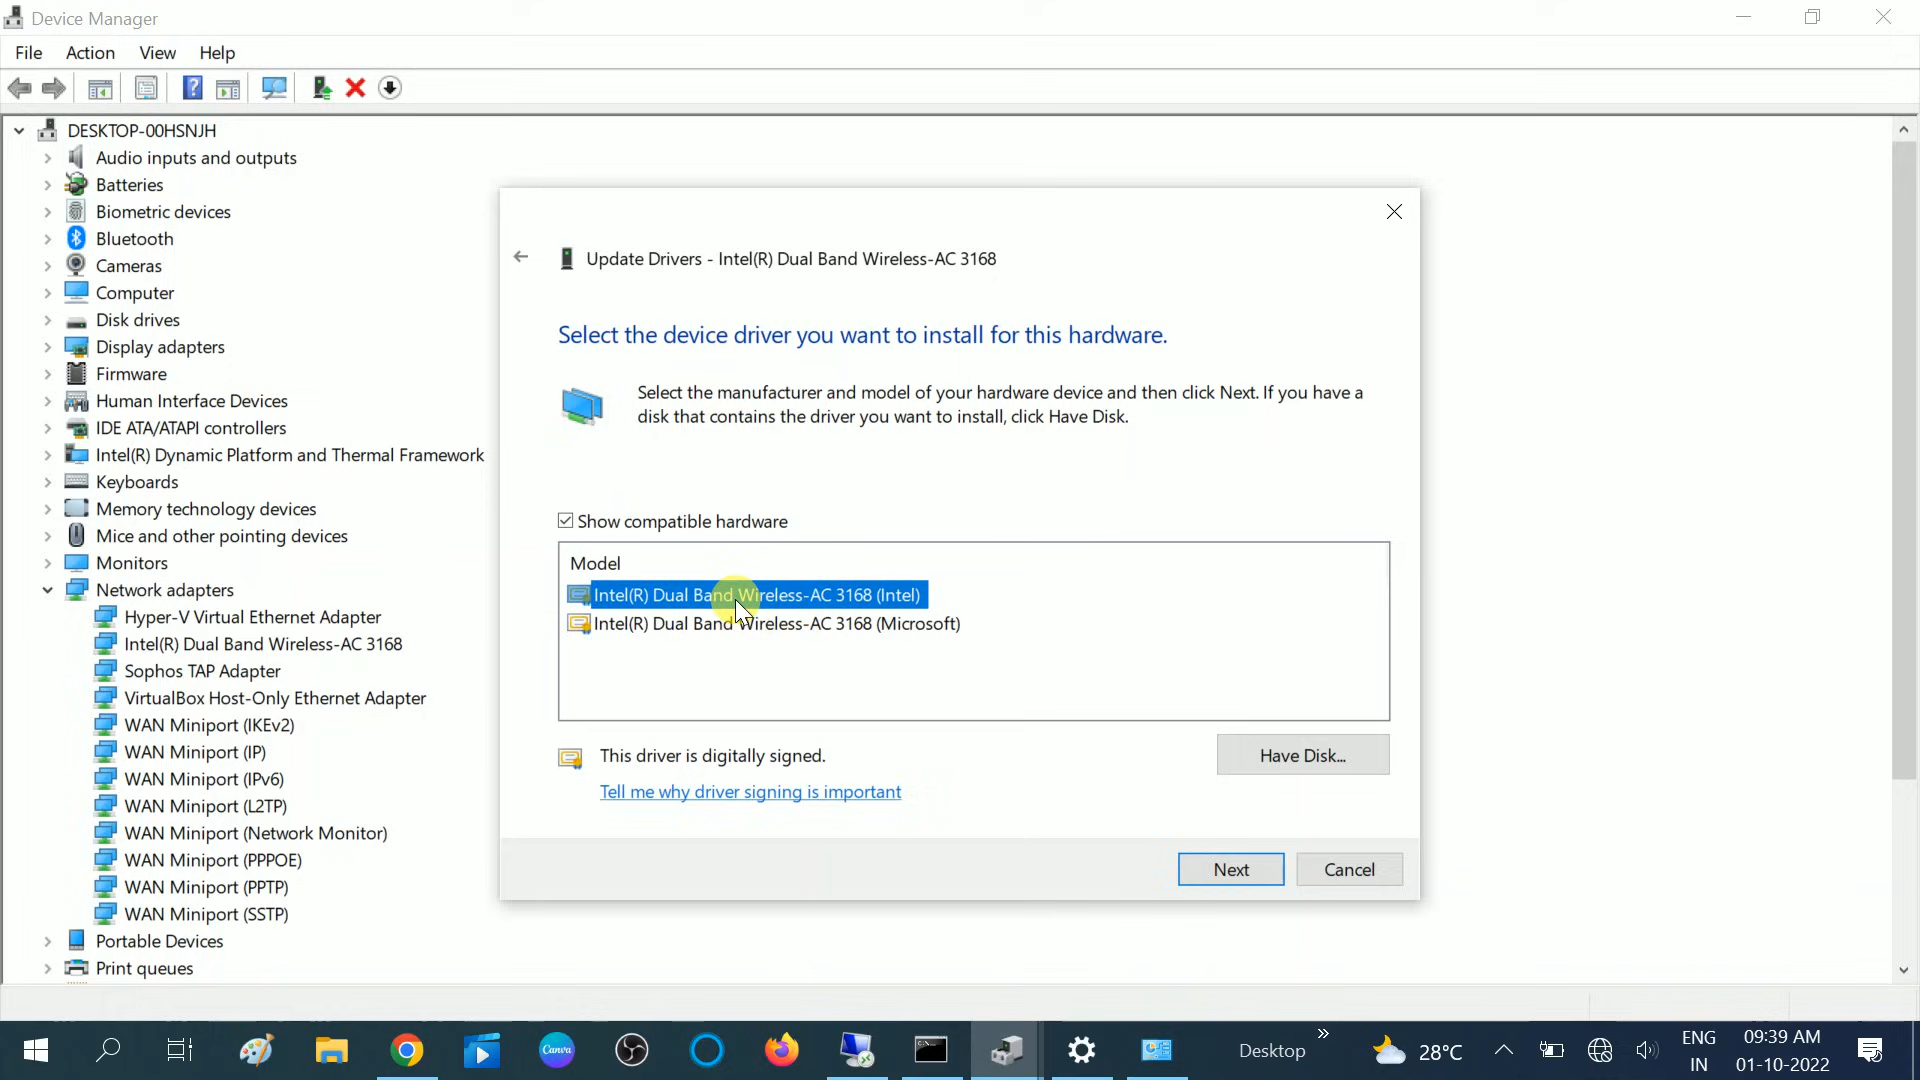 Device Manager
File Action View Help
DESKTOP-00HSNJH
Audio inputs and outputs
Batteries
Biometric devices
Bluetooth
Cameras
Computer
Disk drives
Display adapters
Firmware
Human Interface Devices
IDE ATA/ATAPI controllers
Intel(R) Dynamic Platform and Thermal Framework
Keyboards
Memory technology devices
Mice and other pointing devices
Monitors
Network adapters
Hyper-V Virtual Ethernet Adapter
Intel(R) Dual Band Wireless-AC 3168
Sophos TAP Adapter
VirtualBox Host-Only Ethernet Adapter
WAN Miniport (IKEv2)
WAN Miniport (IP)
WAN Miniport (IPv6)
WAN Miniport (L2TP)
WAN Miniport (Network Monitor)
WAN Miniport (PPPOE)
WAN Miniport (PPTP)
WAN Miniport (SSTP)
Portable Devices
Print queues
Update Drivers - Intel(R) Dual Band Wireless-AC 3168
Select the device driver you want to install for this hardware.
Select the manufacturer and model of your hardware device and then click Next. If you have a
disk that contains the driver you want to install, click Have Disk.
Show compatible hardware
Model
Intel(R) Dual Band Wireless-AC 3168 (Intel)
Intel(R) Dual Band Wireless-AC 3168 (Microsoft)
This driver is digitally signed.
Have Disk...
Tell me why driver signing is important
Next Cancel
Canva
Desktop
28°C
ENG
IN
09:39 AM
01-10-2022